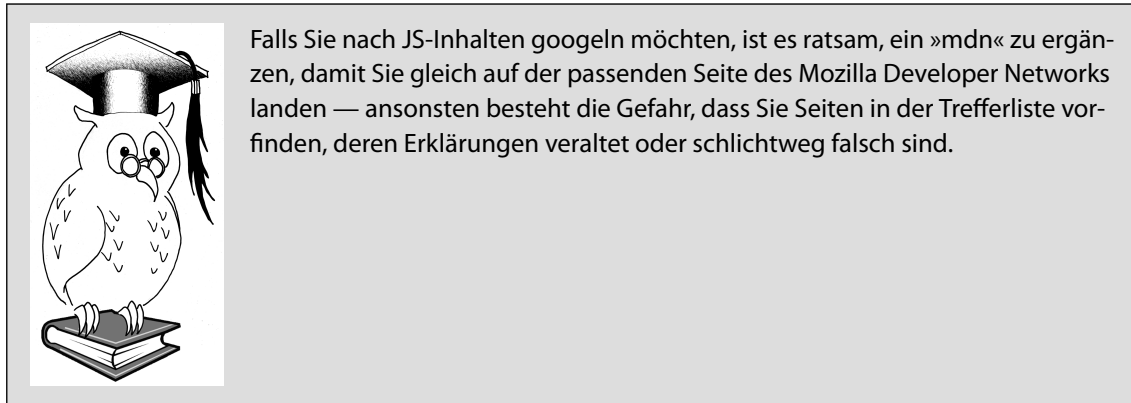 Falls Sie nach JS-Inhalten googeln möchten, ist es ratsam, ein »mdn« zu ergän-
zen, damit Sie gleich auf der passenden Seite des Mozilla Developer Networks
landen — ansonsten besteht die Gefahr, dass Sie Seiten in der Trefferliste vor-
finden, deren Erklärungen veraltet oder schlichtweg falsch sind.